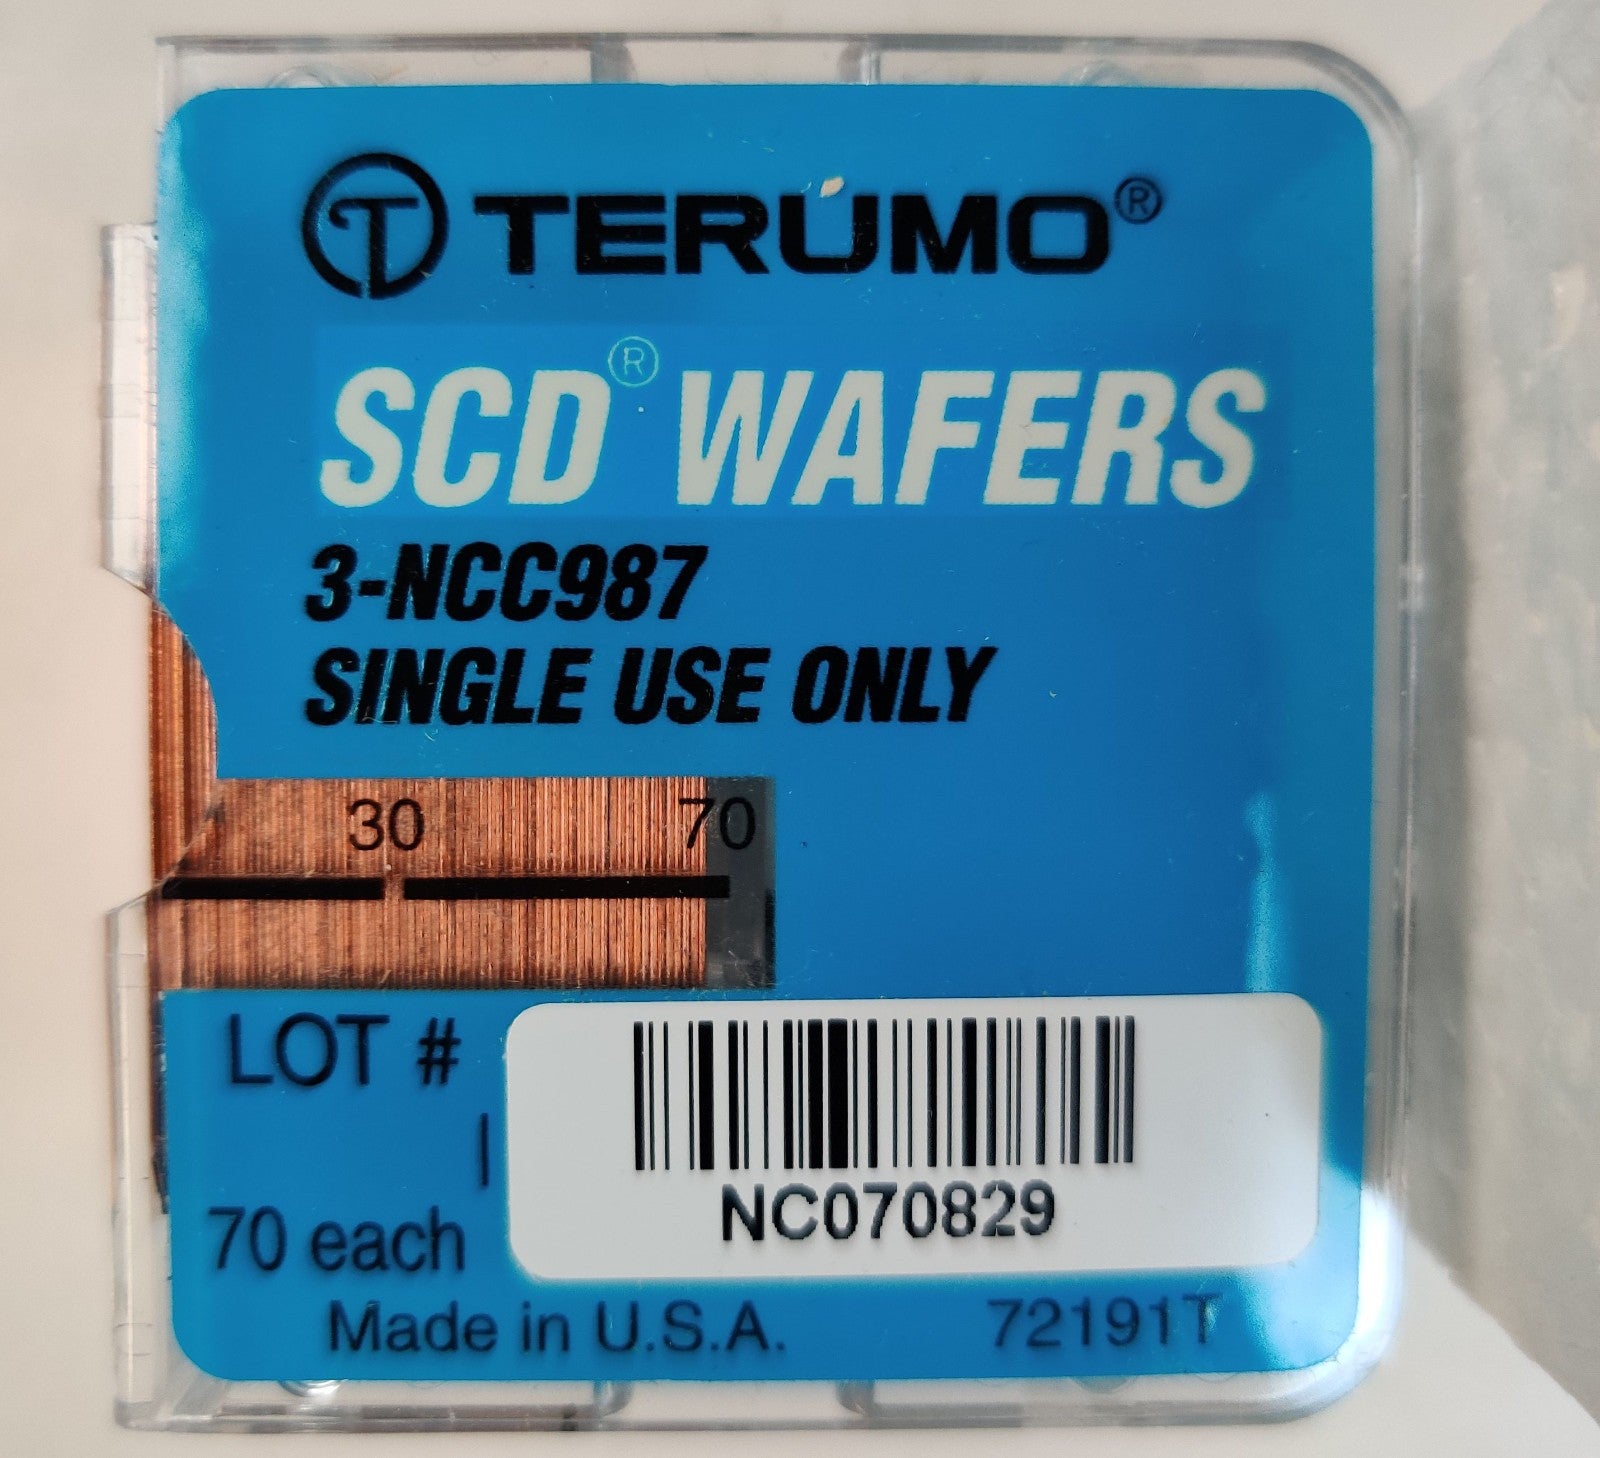 T TERUMO®
SCD® WAFERS
3-NCC987
SINGLE USE ONLY
30 70
LOT #
NC070829
70 each
Made in U.S.A. 72191T